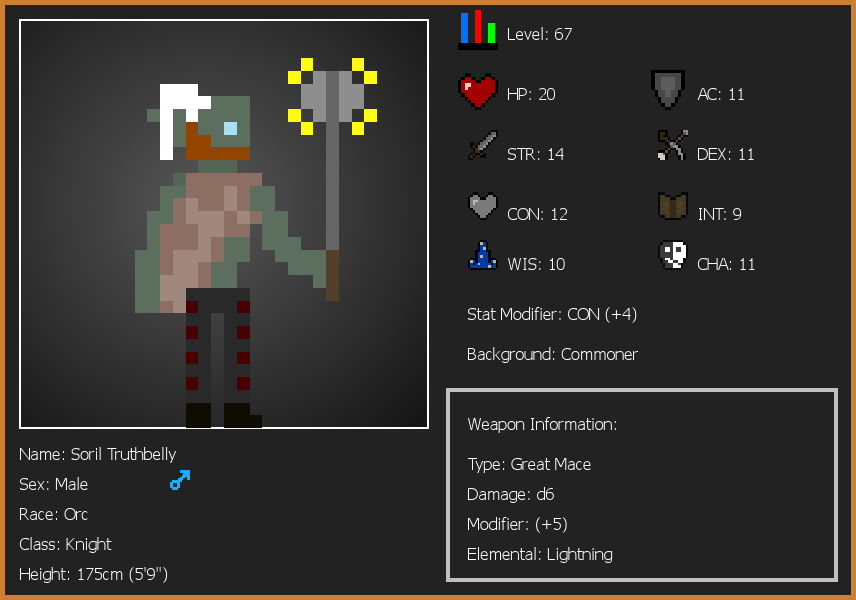 Level: 67
HP: 20
AC: 11
STR: 14
DEX: 11
CON: 12
INT: 9
WIS: 10
CHA: 11
Stat Modifier: CON (+4)
Background: Commoner
Weapon Information:
Type: Great Mace
Damage: d6
Modifier: (+5)
Elemental: Lightning
Name: Soril Truthbelly
Sex: Male
Race: Orc
Class: Knight
Height: 175cm (5'9")